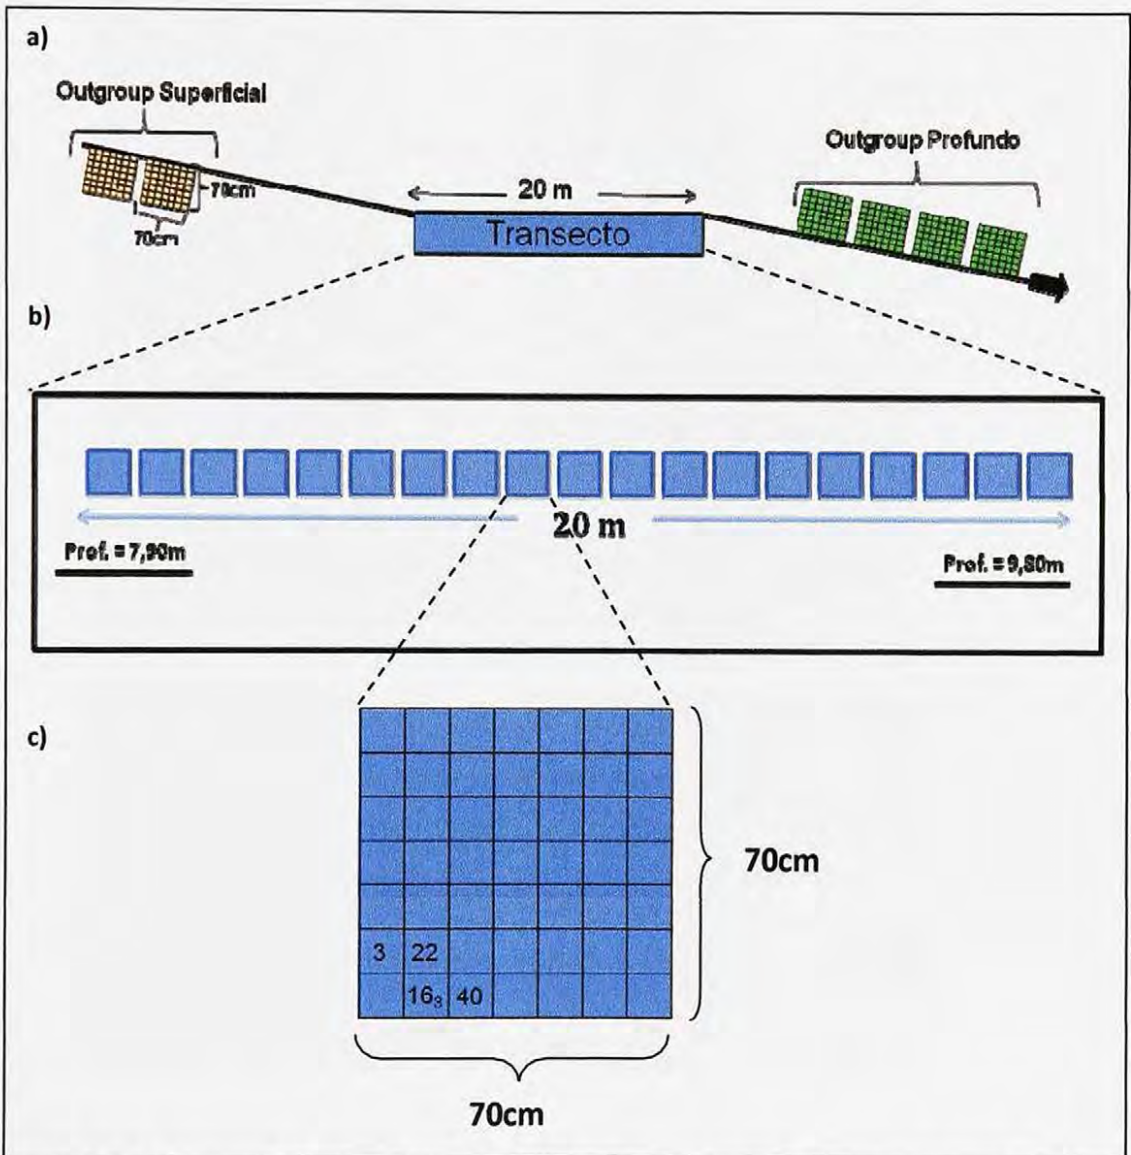 a)
Outgroup Superficial
Outgroup Profundo
70cm
70cm
20 m
Transecto
b)
20 m
Prof. = 7,90m
Prof. = 9,80m
c)
3 22
16₃ 40
70cm
70cm